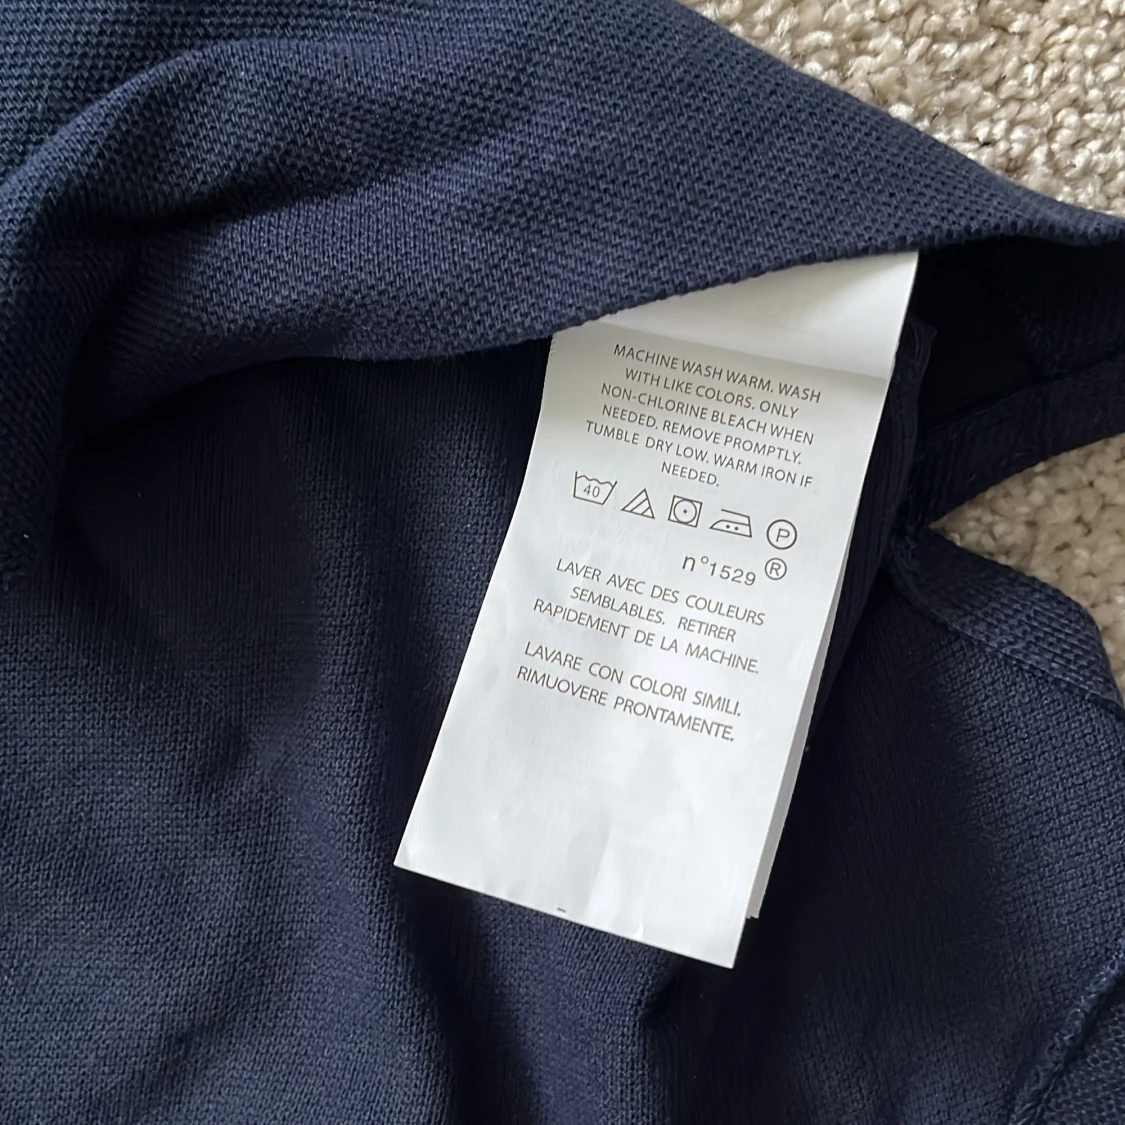 MACHINE WASH WARM. WASH
WITH LIKE COLORS. ONLY
NON-CHLORINE BLEACH WHEN
NEEDED. REMOVE PROMPTLY.
TUMBLE DRY LOW. WARM IRON IF
NEEDED.
40 P
n°1529 ®
LAVER AVEC DES COULEURS
SEMBLABLES. RETIRER
RAPIDEMENT DE LA MACHINE.
LAVARE CON COLORI SIMILI.
RIMUOVERE PRONTAMENTE.